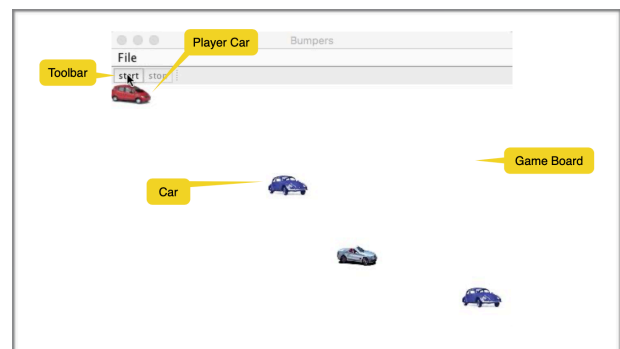 Bumpers
Player Car
File
Toolbar
start stop
Game Board
Car